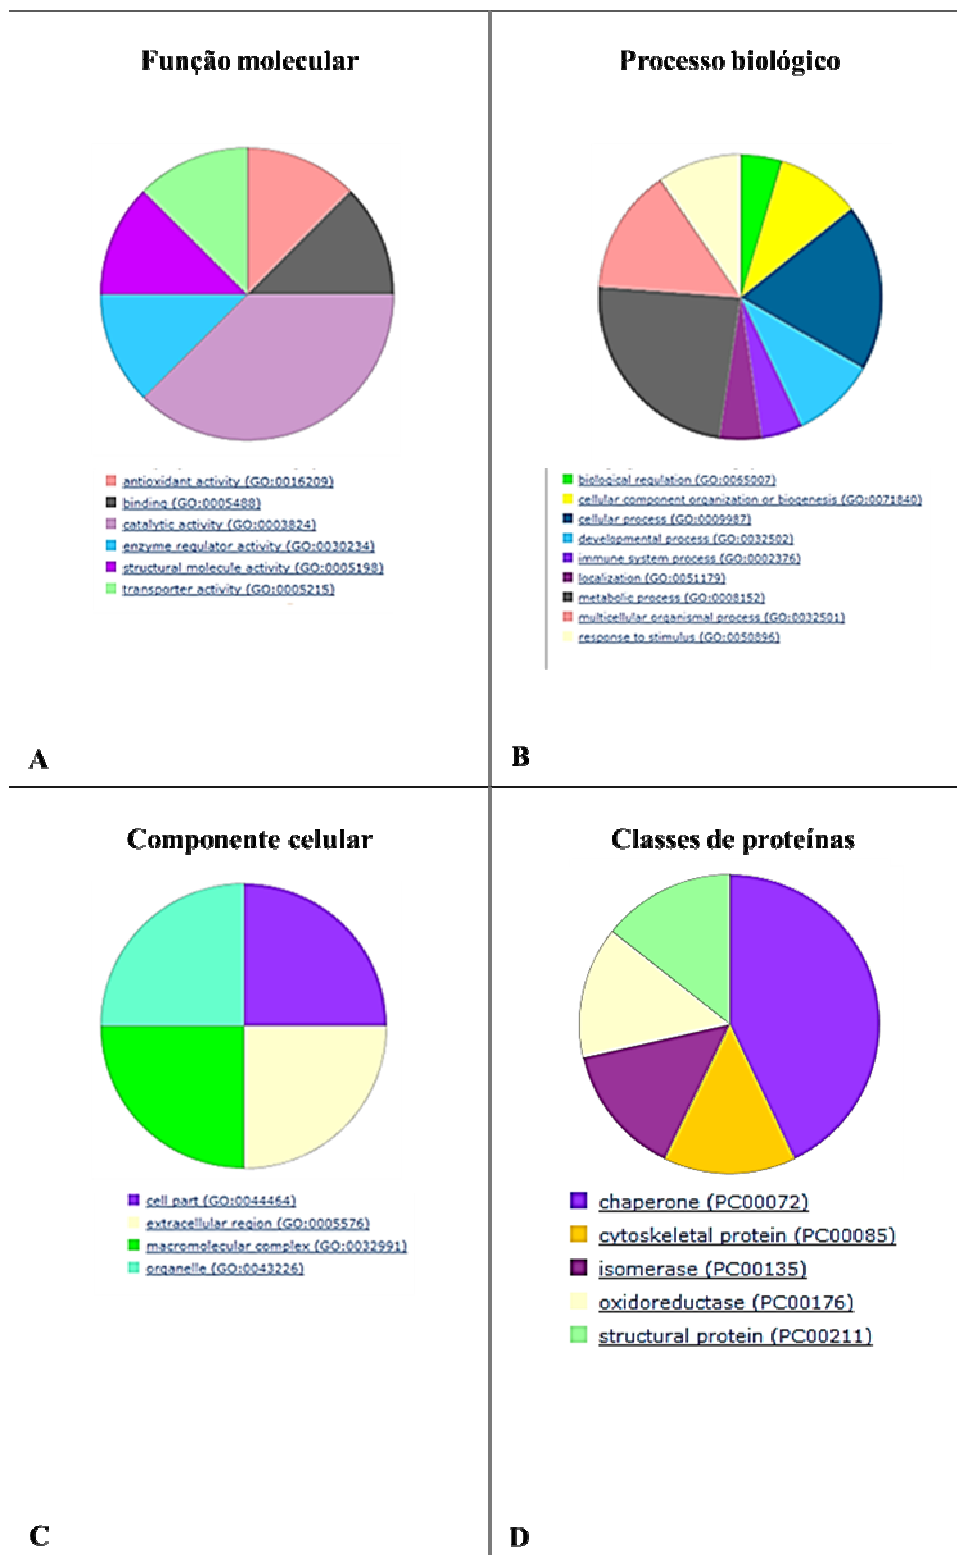 Função molecular
antioxidant activity (GO:0016209)
binding (GO:0005488)
catalytic activity (GO:0003824)
enzyme regulator activity (GO:0030234)
structural molecule activity (GO:0005198)
transporter activity (GO:0005215)
A
Processo biológico
biological regulation (GO:0065007)
cellular component organization or biogenesis (GO:0071840)
cellular process (GO:0009987)
developmental process (GO:0032502)
immune system process (GO:0002376)
localization (GO:0051179)
metabolic process (GO:0008152)
multicellular organismal process (GO:0032501)
response to stimulus (GO:0050896)
B
Componente celular
cell part (GO:0044464)
extracellular region (GO:0005576)
macromolecular complex (GO:0032991)
organelle (GO:0043226)
C
Classes de proteínas
chaperone (PC00072)
cytoskeletal protein (PC00085)
isomerase (PC00135)
oxidoreductase (PC00176)
structural protein (PC00211)
D